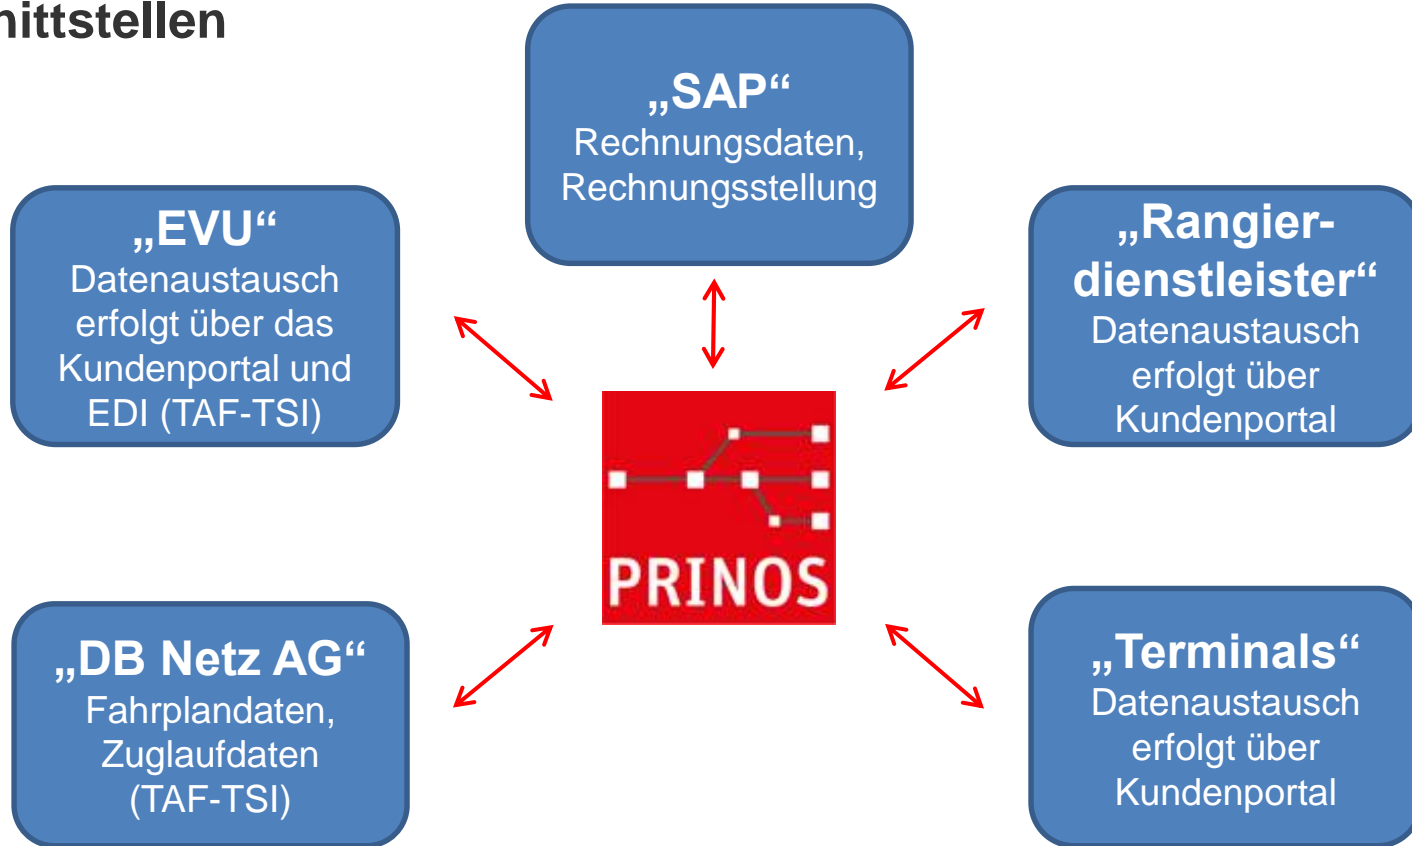 nittstellen
„SAP“
Rechnungsdaten,
Rechnungsstellung
„EVU“
Datenaustausch
erfolgt über das
Kundenportal und
EDI (TAF-TSI)
„Rangier-
dienstleister“
Datenaustausch
erfolgt über
Kundenportal
PRINOS
„DB Netz AG“
Fahrplandaten,
Zuglaufdaten
(TAF-TSI)
„Terminals“
Datenaustausch
erfolgt über
Kundenportal